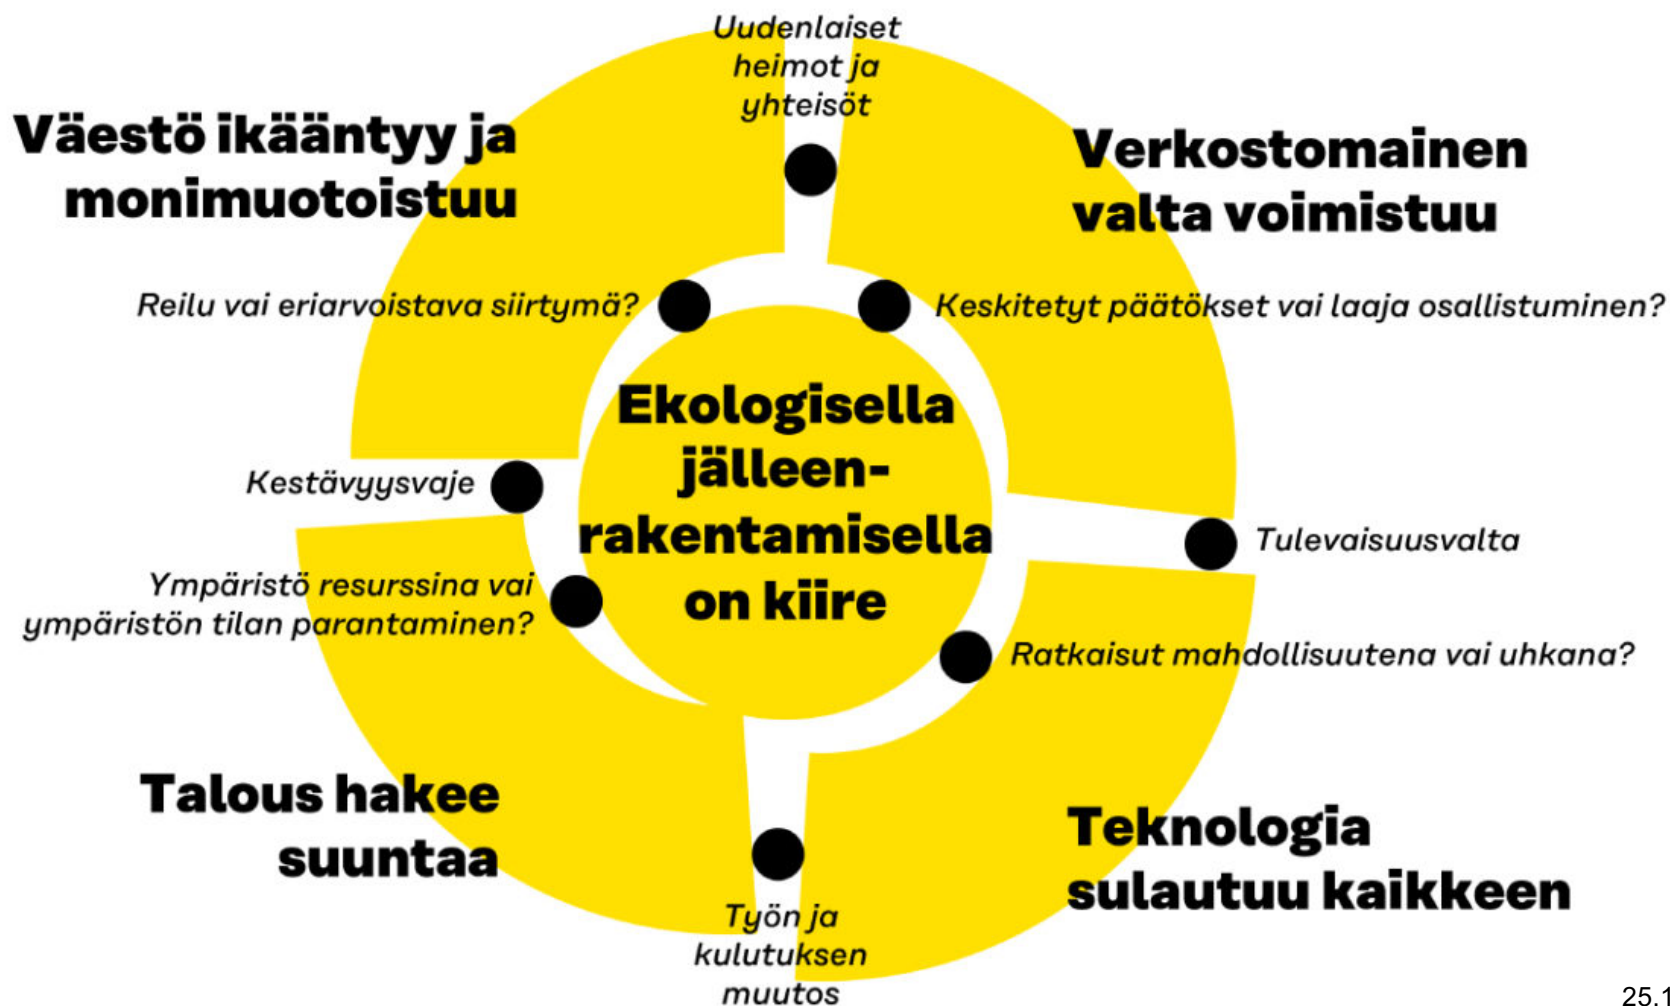 Uudenlaiset
heimot ja
yhteisöt
Väestö ikääntyy ja
monimuotoistuu
Verkostomainen
valta voimistuu
Reilu vai eriarvoistava siirtymä?
Keskitetyt päätökset vai laaja osallistuminen?
Ekologisella
jälleen-
rakentamisella
on kiire
Kestävyysvaje
Tulevaisuusvalta
Ympäristö resurssina vai
ympäristön tilan parantaminen?
Ratkaisut mahdollisuutena vai uhkana?
Talous hakee
suuntaa
Teknologia
sulautuu kaikkeen
Työn ja
kulutuksen
muutos
25.1